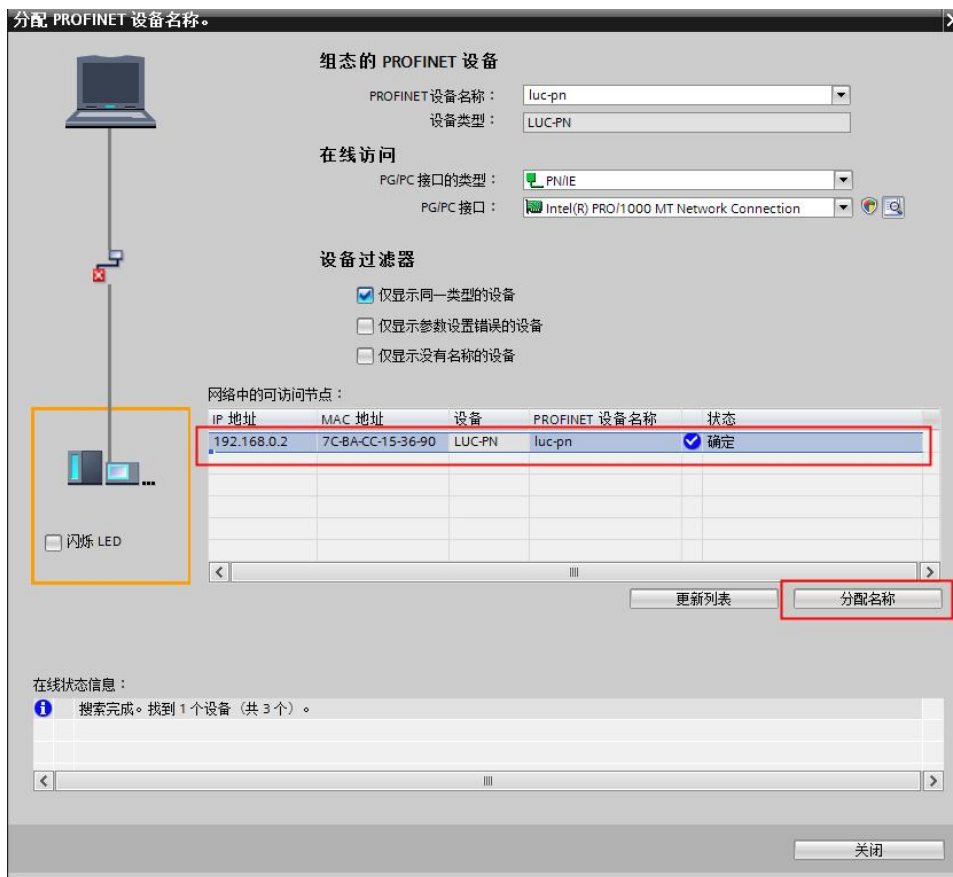 分配 PROFINET 设备名称。
组态的 PROFINET 设备
PROFINET设备名称： luc-pn
设备类型： LUC-PN
在线访问
PG/PC 接口的类型： PN/IE
PG/PC 接口： Intel(R) PRO/1000 MT Network Connection
设备过滤器
仅显示同一类型的设备
仅显示参数设置错误的设备
仅显示没有名称的设备
网络中的可访问节点：
IP 地址 MAC 地址 设备 PROFINET 设备名称 状态
192.168.0.2 7C-BA-CC-15-36-90 LUC-PN luc-pn 确定
闪烁 LED
更新列表 分配名称
在线状态信息：
搜索完成。找到 1 个设备（共 3 个）。
关闭